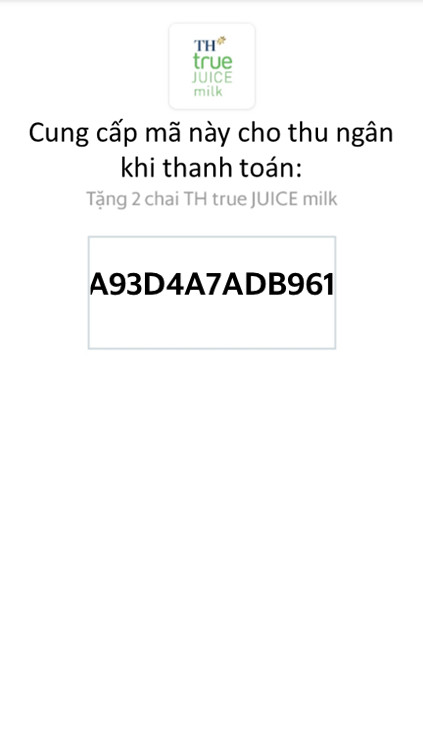 TH
true
JUICE
milk
Cung cấp mã này cho thu ngân
khi thanh toán:
Tặng 2 chai TH true JUICE milk
A93D4A7ADB961